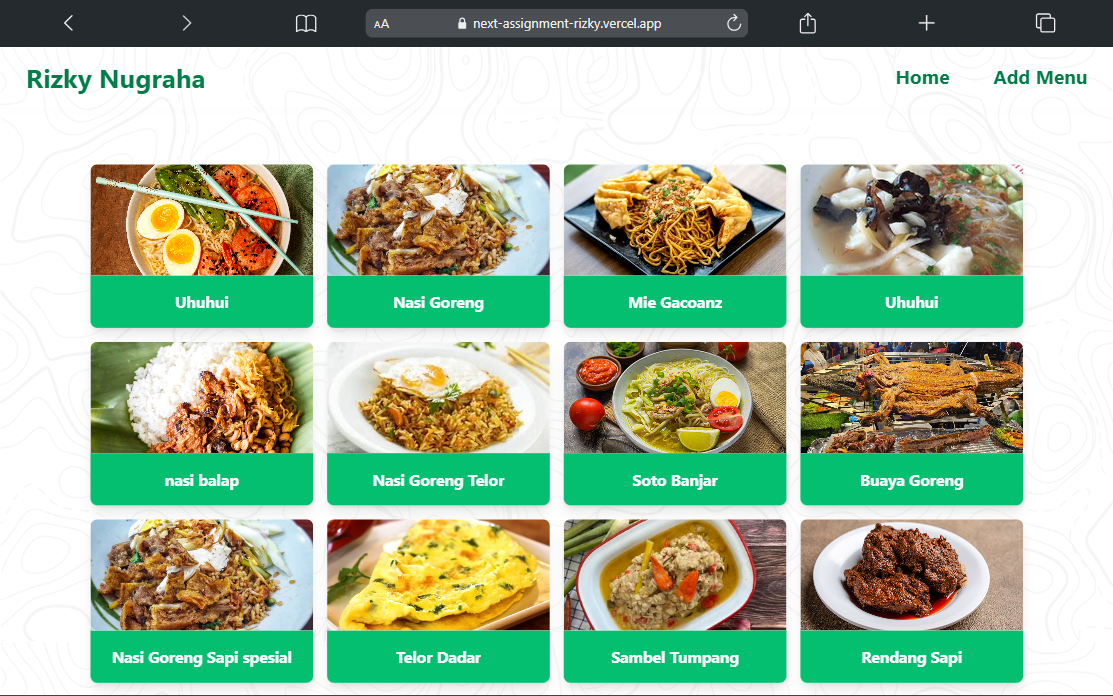 AA next-assignment-rizky.vercel.app
Rizky Nugraha
Home Add Menu
Uhuhui
Nasi Goreng
Mie Gacoanz
Uhuhui
nasi balap
Nasi Goreng Telor
Soto Banjar
Buaya Goreng
Nasi Goreng Sapi spesial
Telor Dadar
Sambel Tumpang
Rendang Sapi